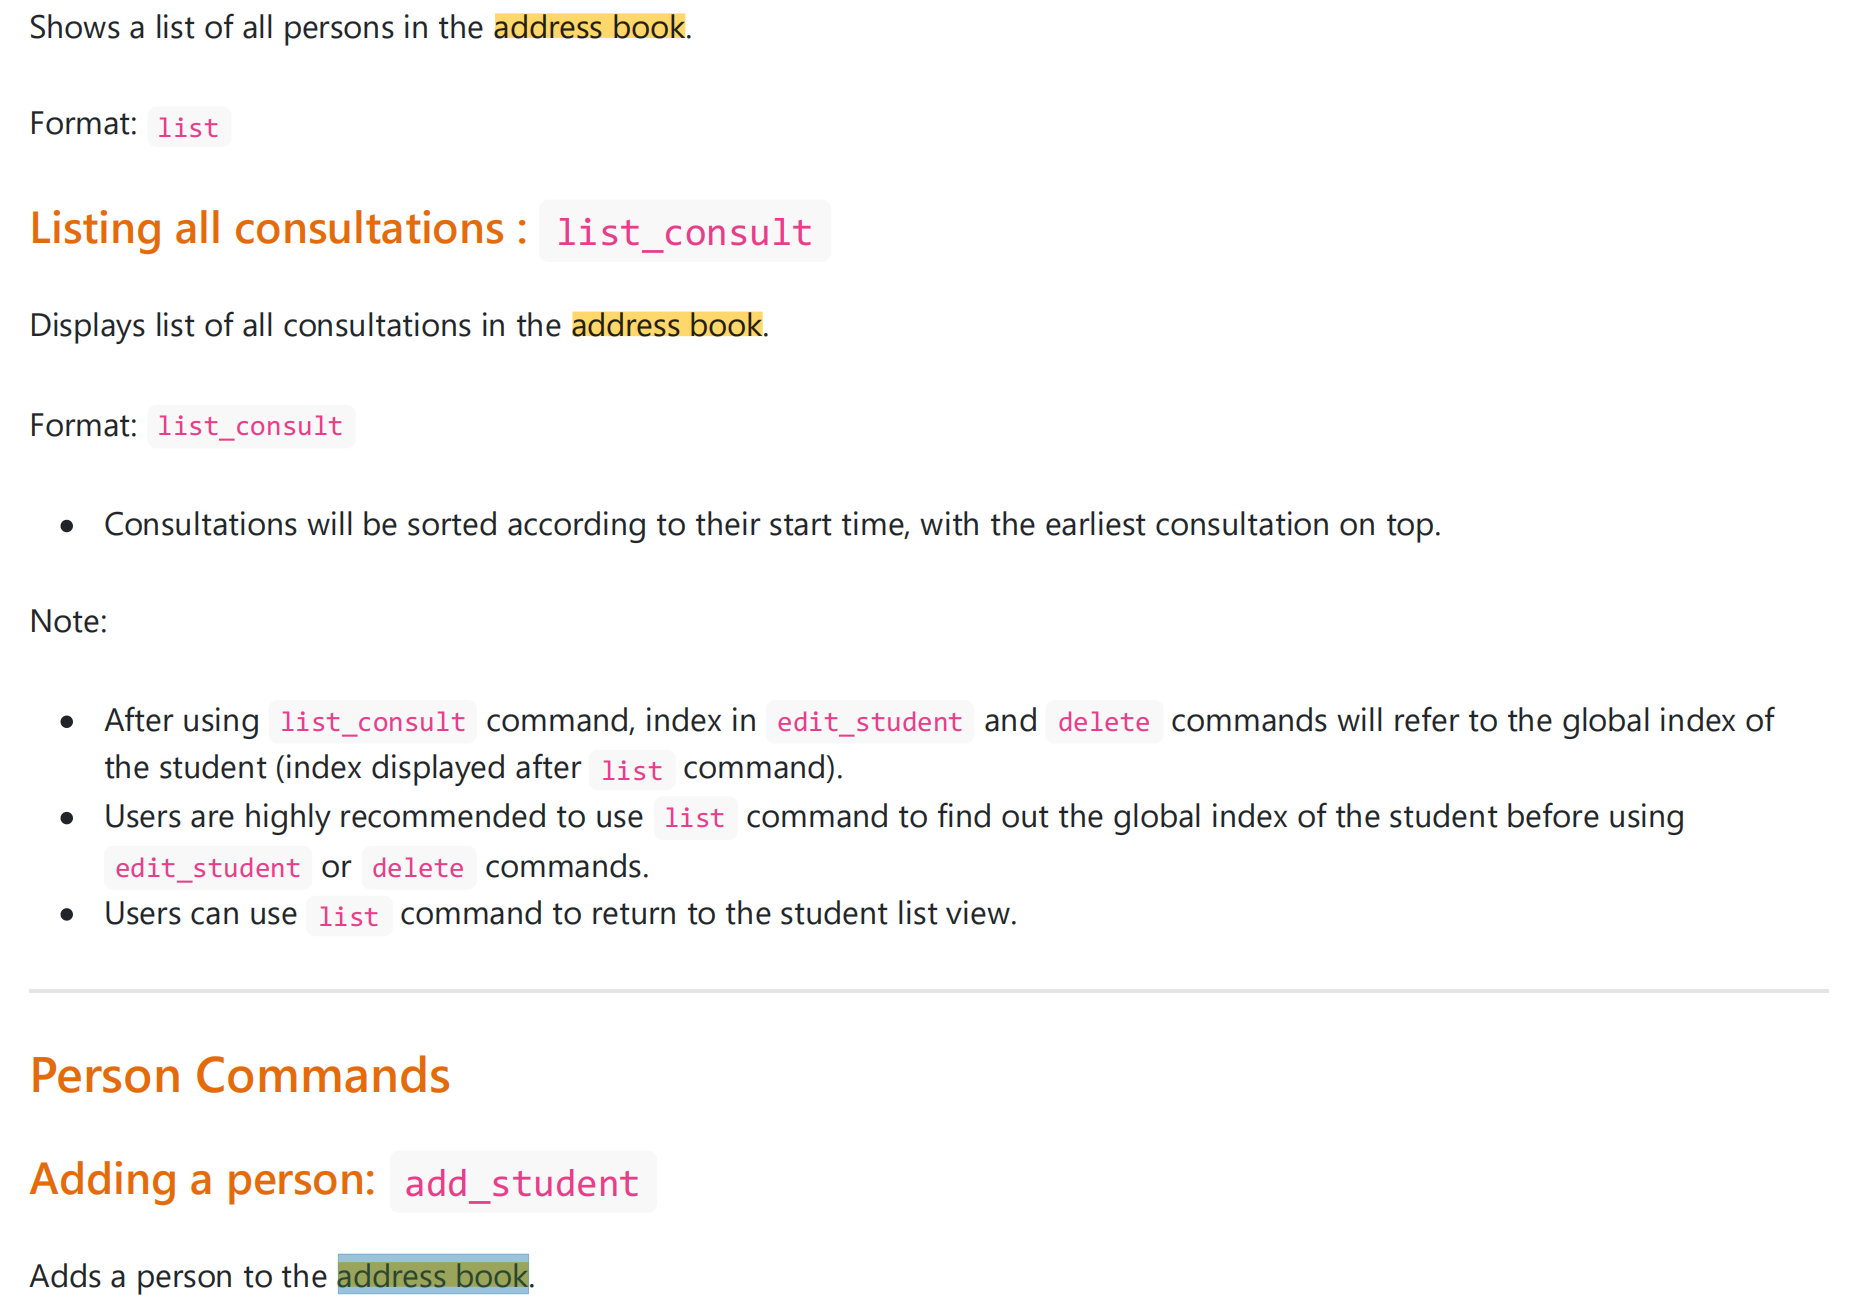 Shows a list of all persons in the address book.
Format: list
Listing all consultations : list_consult
Displays list of all consultations in the address book.
Format: list_consult
• Consultations will be sorted according to their start time, with the earliest consultation on top.
Note:
• After using list_consult command, index in edit_student and delete commands will refer to the global index of
the student (index displayed after list command).
• Users are highly recommended to use list command to find out the global index of the student before using
edit_student or delete commands.
• Users can use list command to return to the student list view.
Person Commands
Adding a person: add_student
Adds a person to the address book.